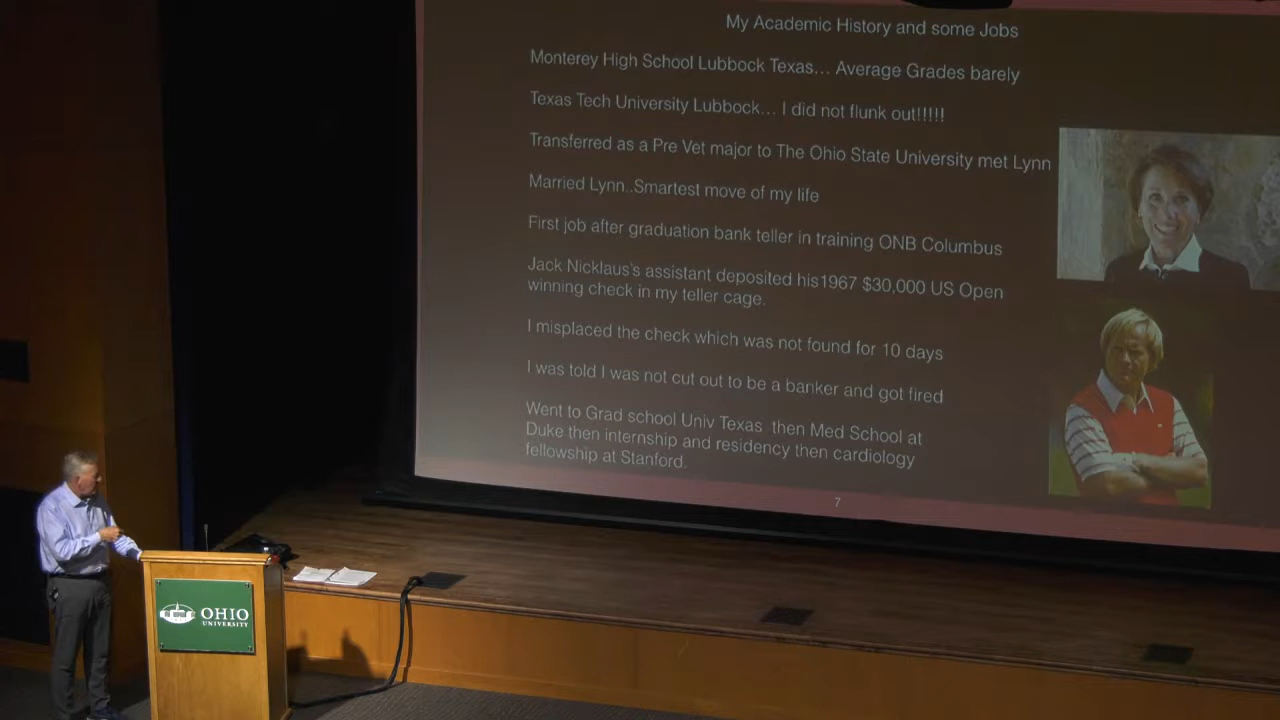 My Academic History and some Jobs
Monterey High School Lubbock Texas... Average Grades barely
Texas Tech University Lubbock... I did not flunk out!!!!!
Transferred as a Pre Vet major to The Ohio State University met Lynn
Married Lynn..Smartest move of my life
First job after graduation bank teller in training ONB Columbus
Jack Nicklaus's assistant deposited his1967 $30,000 US Open
winning check in my teller cage.
I misplaced the check which was not found for 10 days
I was told I was not cut out to be a banker and got fired
Went to Grad school Univ Texas then Med School at
Duke then internship and residency then cardiology
fellowship at Stanford.
7
OHIO
UNIVERSITY